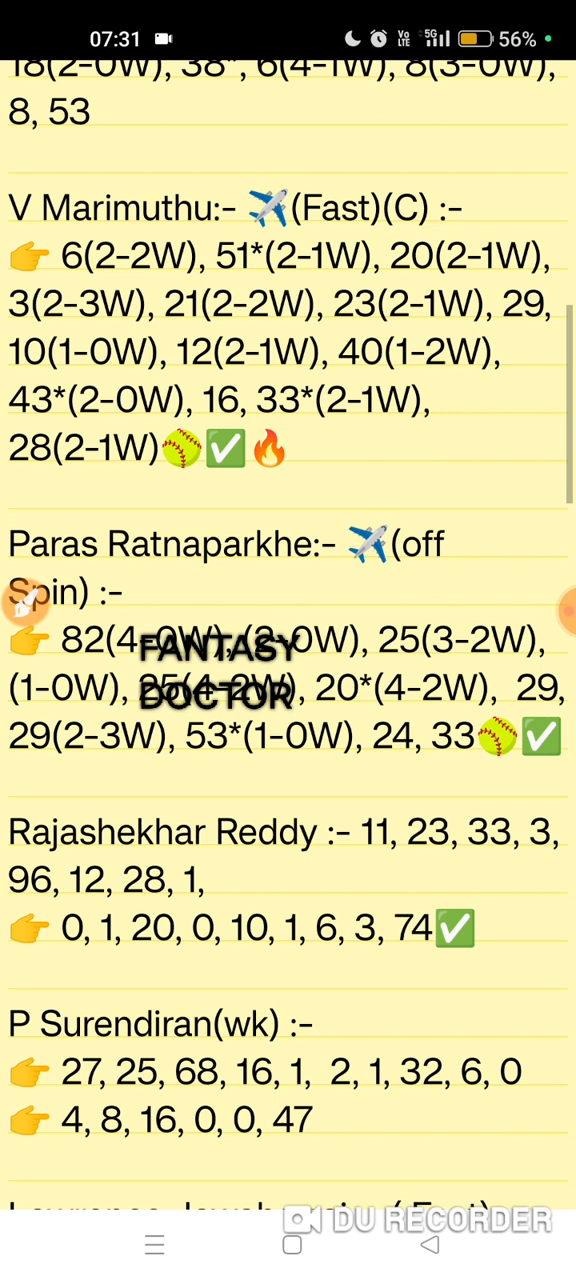 07:31 Vo LTE 5G 56%
18(2-0W), 38*, 6(4-1W), 8(3-0W),
8, 53
V Marimuthu:- ✈️(Fast)(C) :-
👉 6(2-2W), 51*(2-1W), 20(2-1W),
3(2-3W), 21(2-2W), 23(2-1W), 29,
10(1-0W), 12(2-1W), 40(1-2W),
43*(2-0W), 16, 33*(2-1W),
28(2-1W)🥎✅🔥
Paras Ratnaparkhe:- ✈️(off
Spin) :-
👉 82(4-0W), (2-0W), 25(3-2W),
FANTASY
(1-0W), 25(4-2W), 20*(4-2W), 29,
DOCTOR
29(2-3W), 53*(1-0W), 24, 33🥎✅
Rajashekhar Reddy :- 11, 23, 33, 3,
96, 12, 28, 1,
👉 0, 1, 20, 0, 10, 1, 6, 3, 74✅
P Surendiran(wk) :-
👉 27, 25, 68, 16, 1, 2, 1, 32, 6, 0
👉 4, 8, 16, 0, 0, 47
DU RECORDER